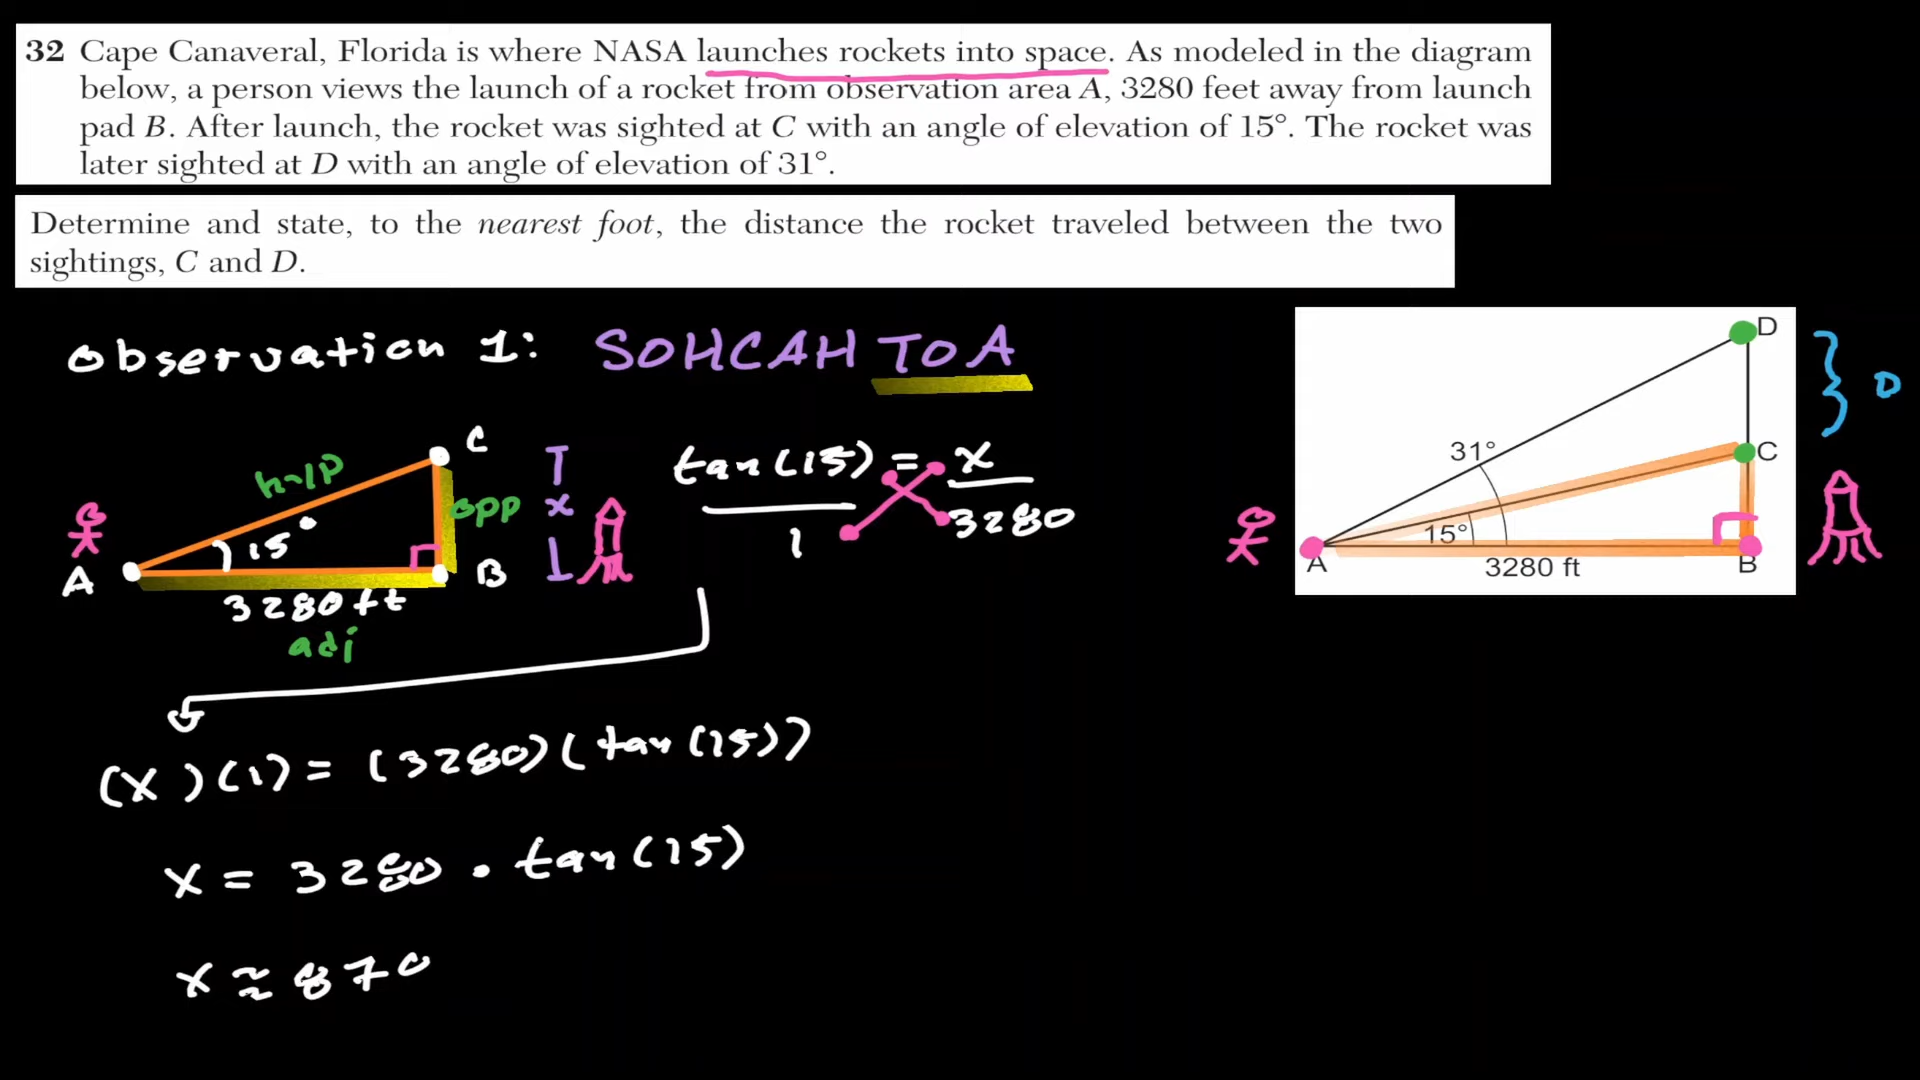 32 Cape Canaveral, Florida is where NASA launches rockets into space. As modeled in the diagram
below, a person views the launch of a rocket from observation area A, 3280 feet away from launch
pad B. After launch, the rocket was sighted at C with an angle of elevation of 15°. The rocket was
later sighted at D with an angle of elevation of 31°.
Determine and state, to the nearest foot, the distance the rocket traveled between the two
sightings, C and D.
observation 1: SOHCAH TOA
C
hyp
opp
15°
A
B
3280 ft
adj
x
tan(15) = x
1 3280
(x)(1) = (3280)(tan(15))
x = 3280 · tan(15)
x ≈ 870
D
D
31°
C
15°
A
3280 ft
B